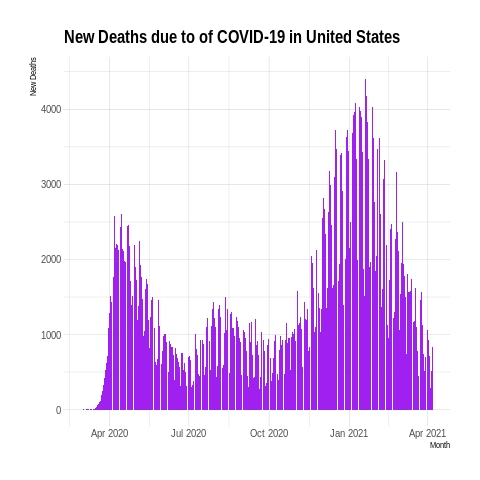 New Deaths due to of COVID-19 in United States
New Deaths
4000
3000
2000
1000
0
Apr 2020
Jul 2020
Oct 2020
Jan 2021
Apr 2021
Month